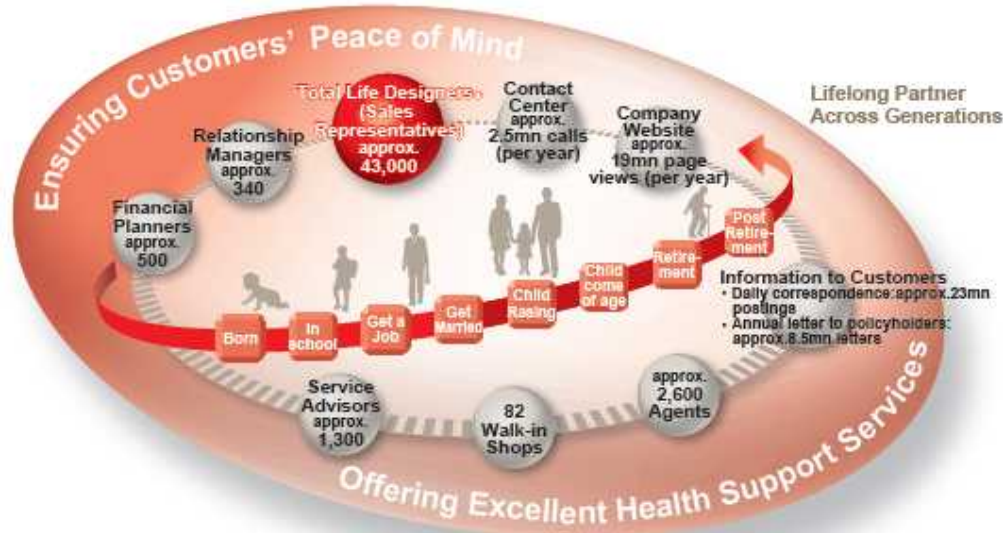 Ensuring Customers' Peace of Mind
Total Life Designers
(Sales
Representatives)
approx.
43,000
Contact
Center
approx.
2.5mn calls
(per year)
Company
Website
approx.
19mn page
views (per year)
Lifelong Partner
Across Generations
Relationship
Managers
approx.
340
Financial
Planners
approx.
500
Born
In
school
Get a
Job
Get
Married
Child
Rasing
Child
come
of age
Retire-
ment
Post
Retire-
ment
Information to Customers
• Daily correspondence:approx.23mn
postings
• Annual letter to policyholders:
approx.8.5mn letters
Service
Advisors
approx.
1,300
82
Walk-in
Shops
approx.
2,600
Agents
Offering Excellent Health Support Services